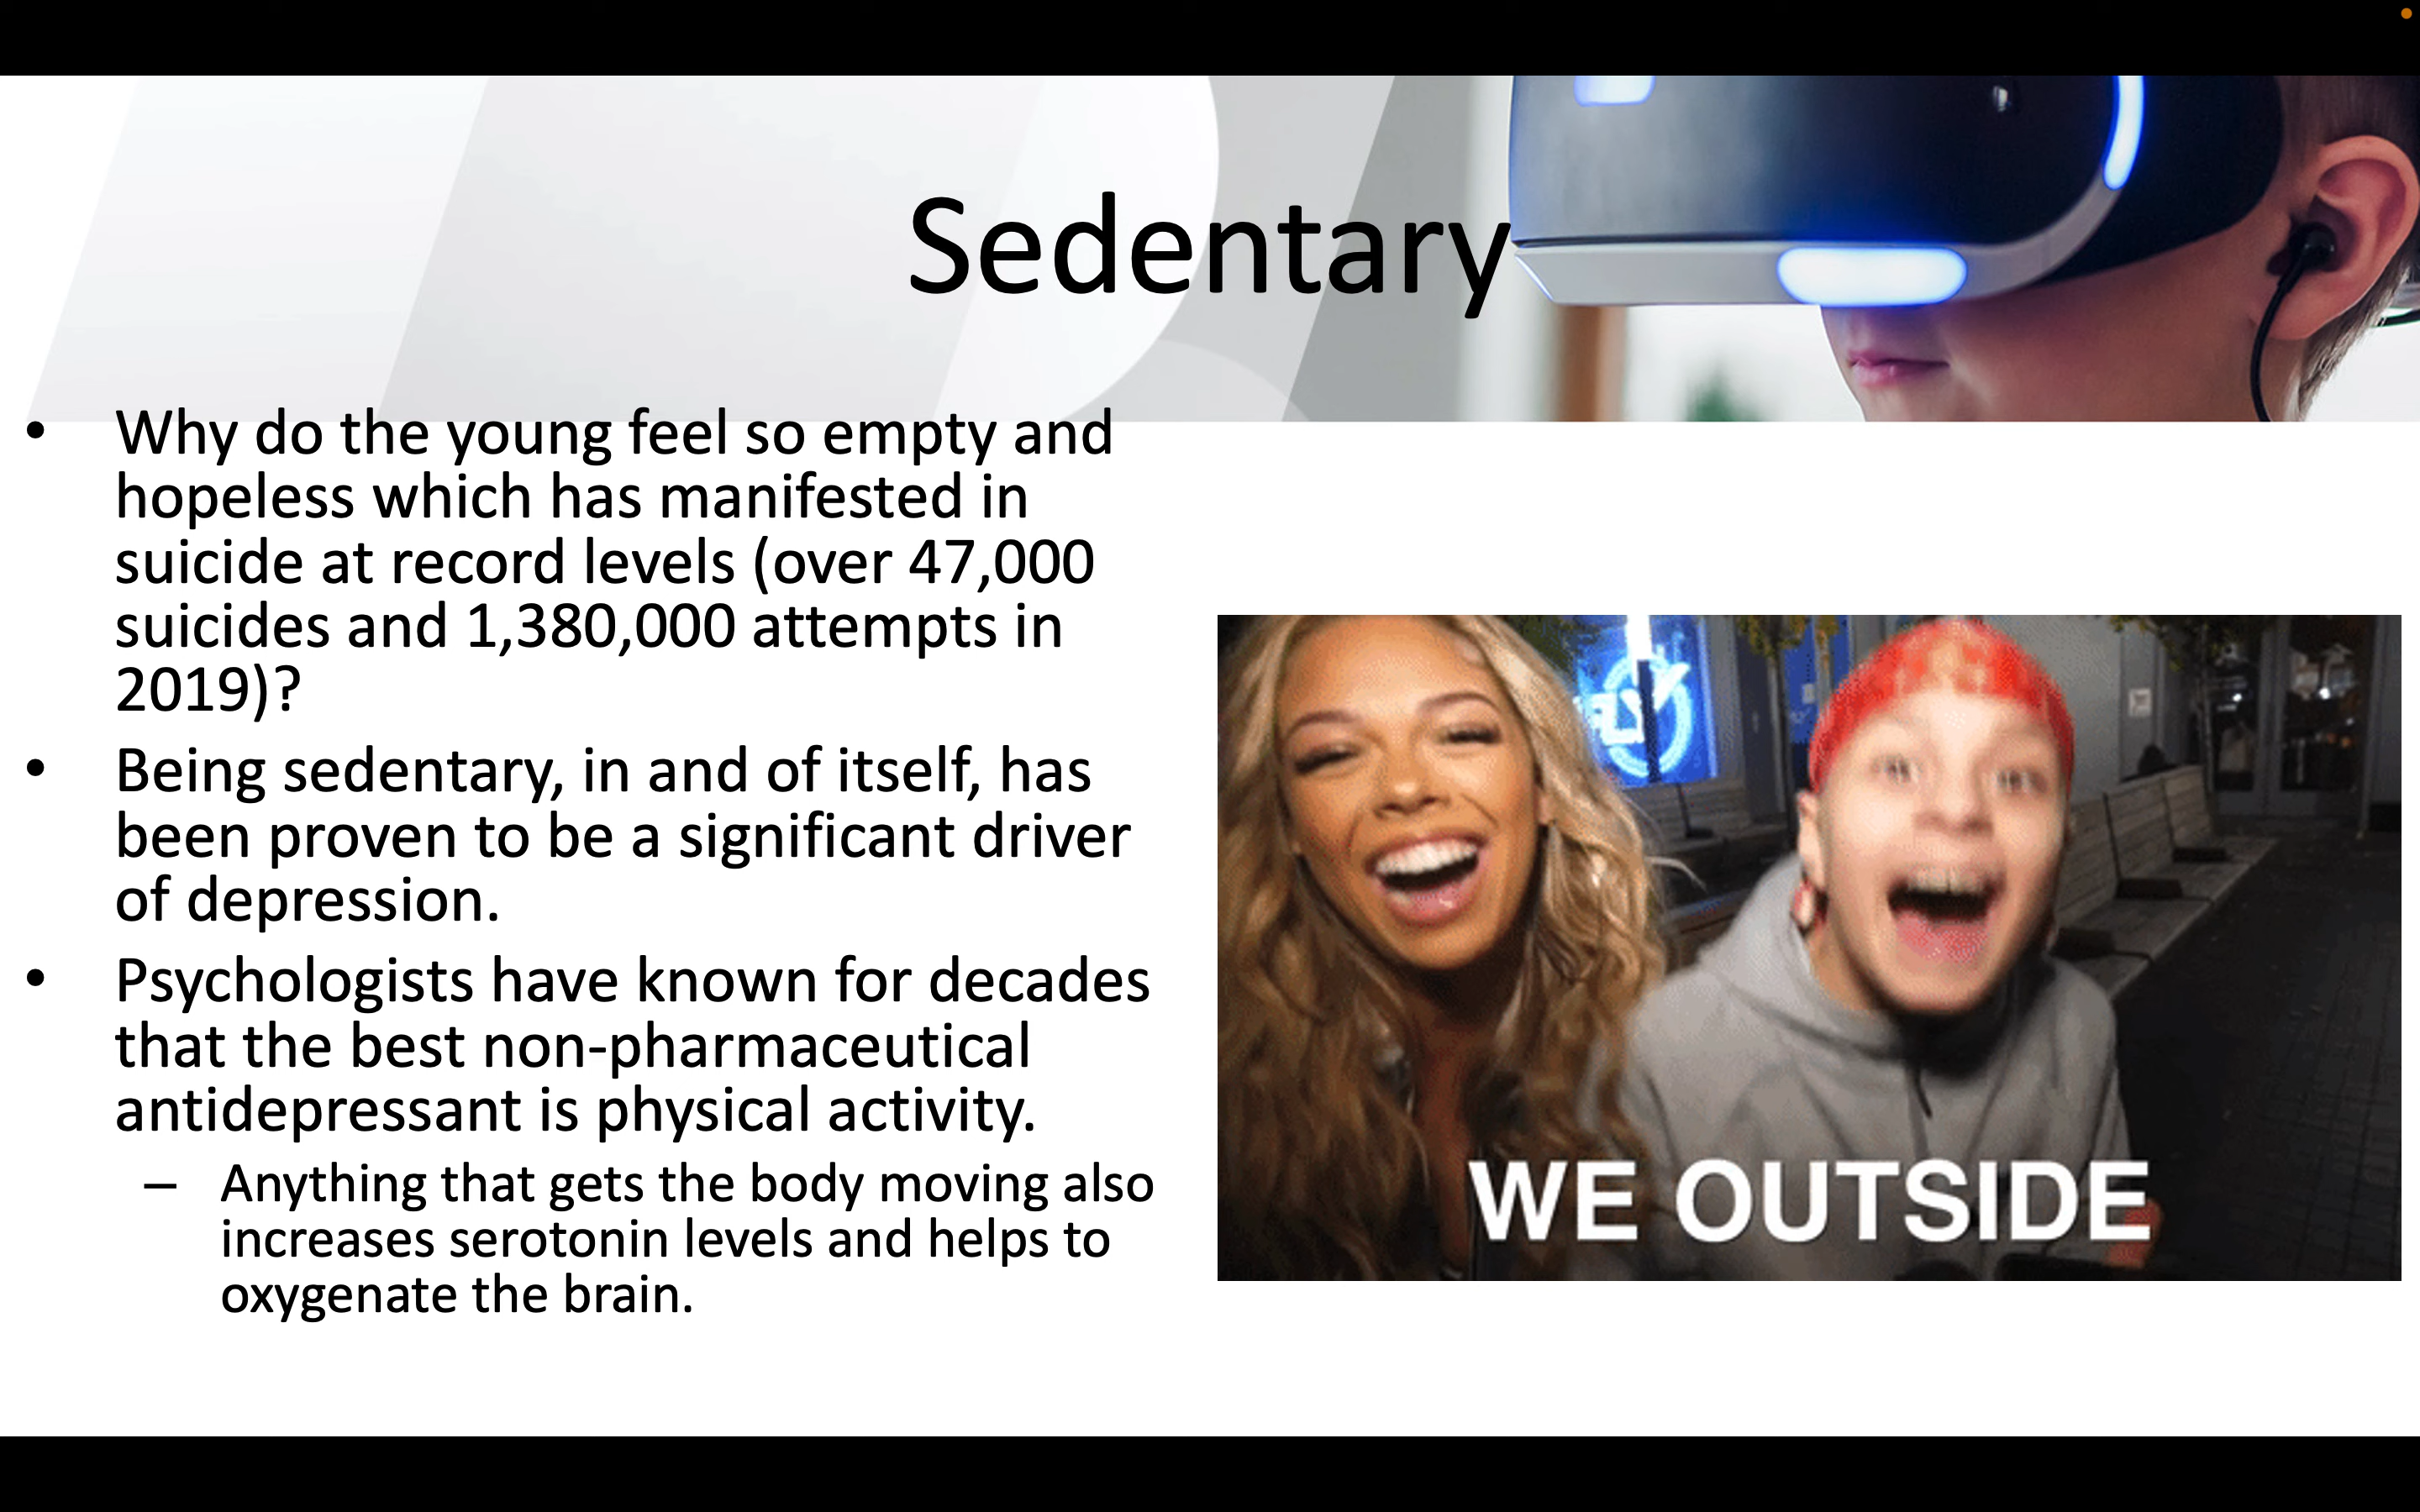 Sedentary
• Why do the young feel so empty and
hopeless which has manifested in
suicide at record levels (over 47,000
suicides and 1,380,000 attempts in
2019)?
• Being sedentary, in and of itself, has
been proven to be a significant driver
of depression.
• Psychologists have known for decades
that the best non-pharmaceutical
antidepressant is physical activity.
– Anything that gets the body moving also
increases serotonin levels and helps to
oxygenate the brain.
WE OUTSIDE